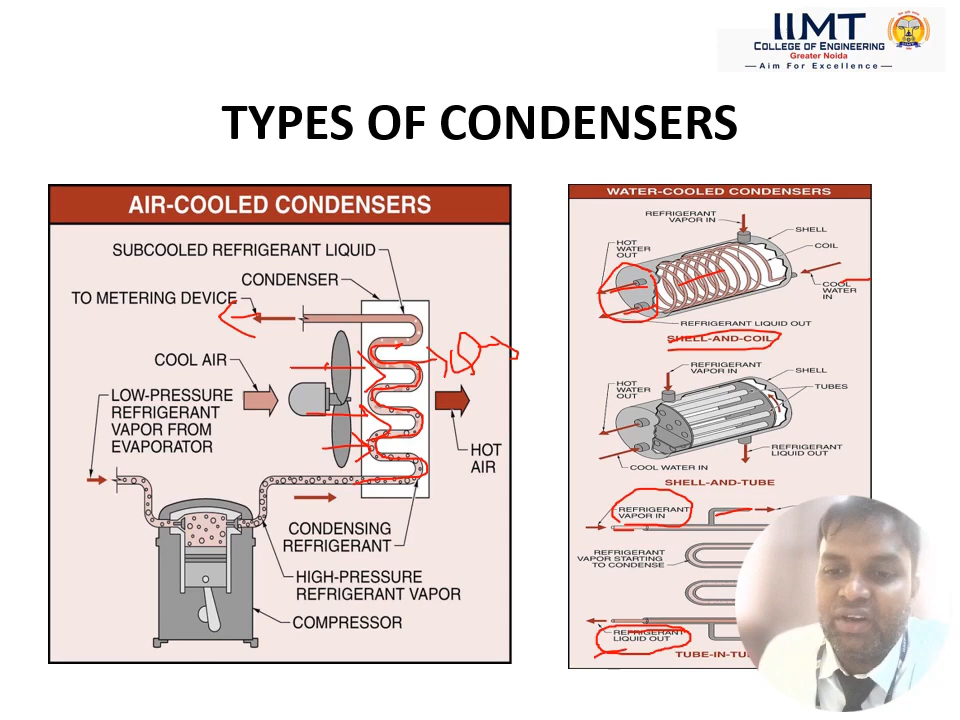 IIMT
COLLEGE OF ENGINEERING
Greater Noida
Aim For Excellence
TYPES OF CONDENSERS
AIR-COOLED CONDENSERS
SUBCOOLED REFRIGERANT LIQUID
CONDENSER
TO METERING DEVICE
COOL AIR
LOW-PRESSURE
REFRIGERANT
VAPOR FROM
EVAPORATOR
HOT
AIR
CONDENSING
REFRIGERANT
HIGH-PRESSURE
REFRIGERANT VAPOR
COMPRESSOR
WATER-COOLED CONDENSERS
REFRIGERANT
VAPOR IN
SHELL
COIL
HOT
WATER
OUT
COOL
WATER
IN
REFRIGERANT LIQUID OUT
SHELL-AND-COIL
REFRIGERANT
VAPOR IN
SHELL
TUBES
HOT
WATER
OUT
REFRIGERANT
LIQUID OUT
COOL WATER IN
SHELL-AND-TUBE
REFRIGERANT
VAPOR IN
REFRIGERANT
VAPOR STARTING
TO CONDENSE
REFRIGERANT
LIQUID OUT
TUBE-IN-TU